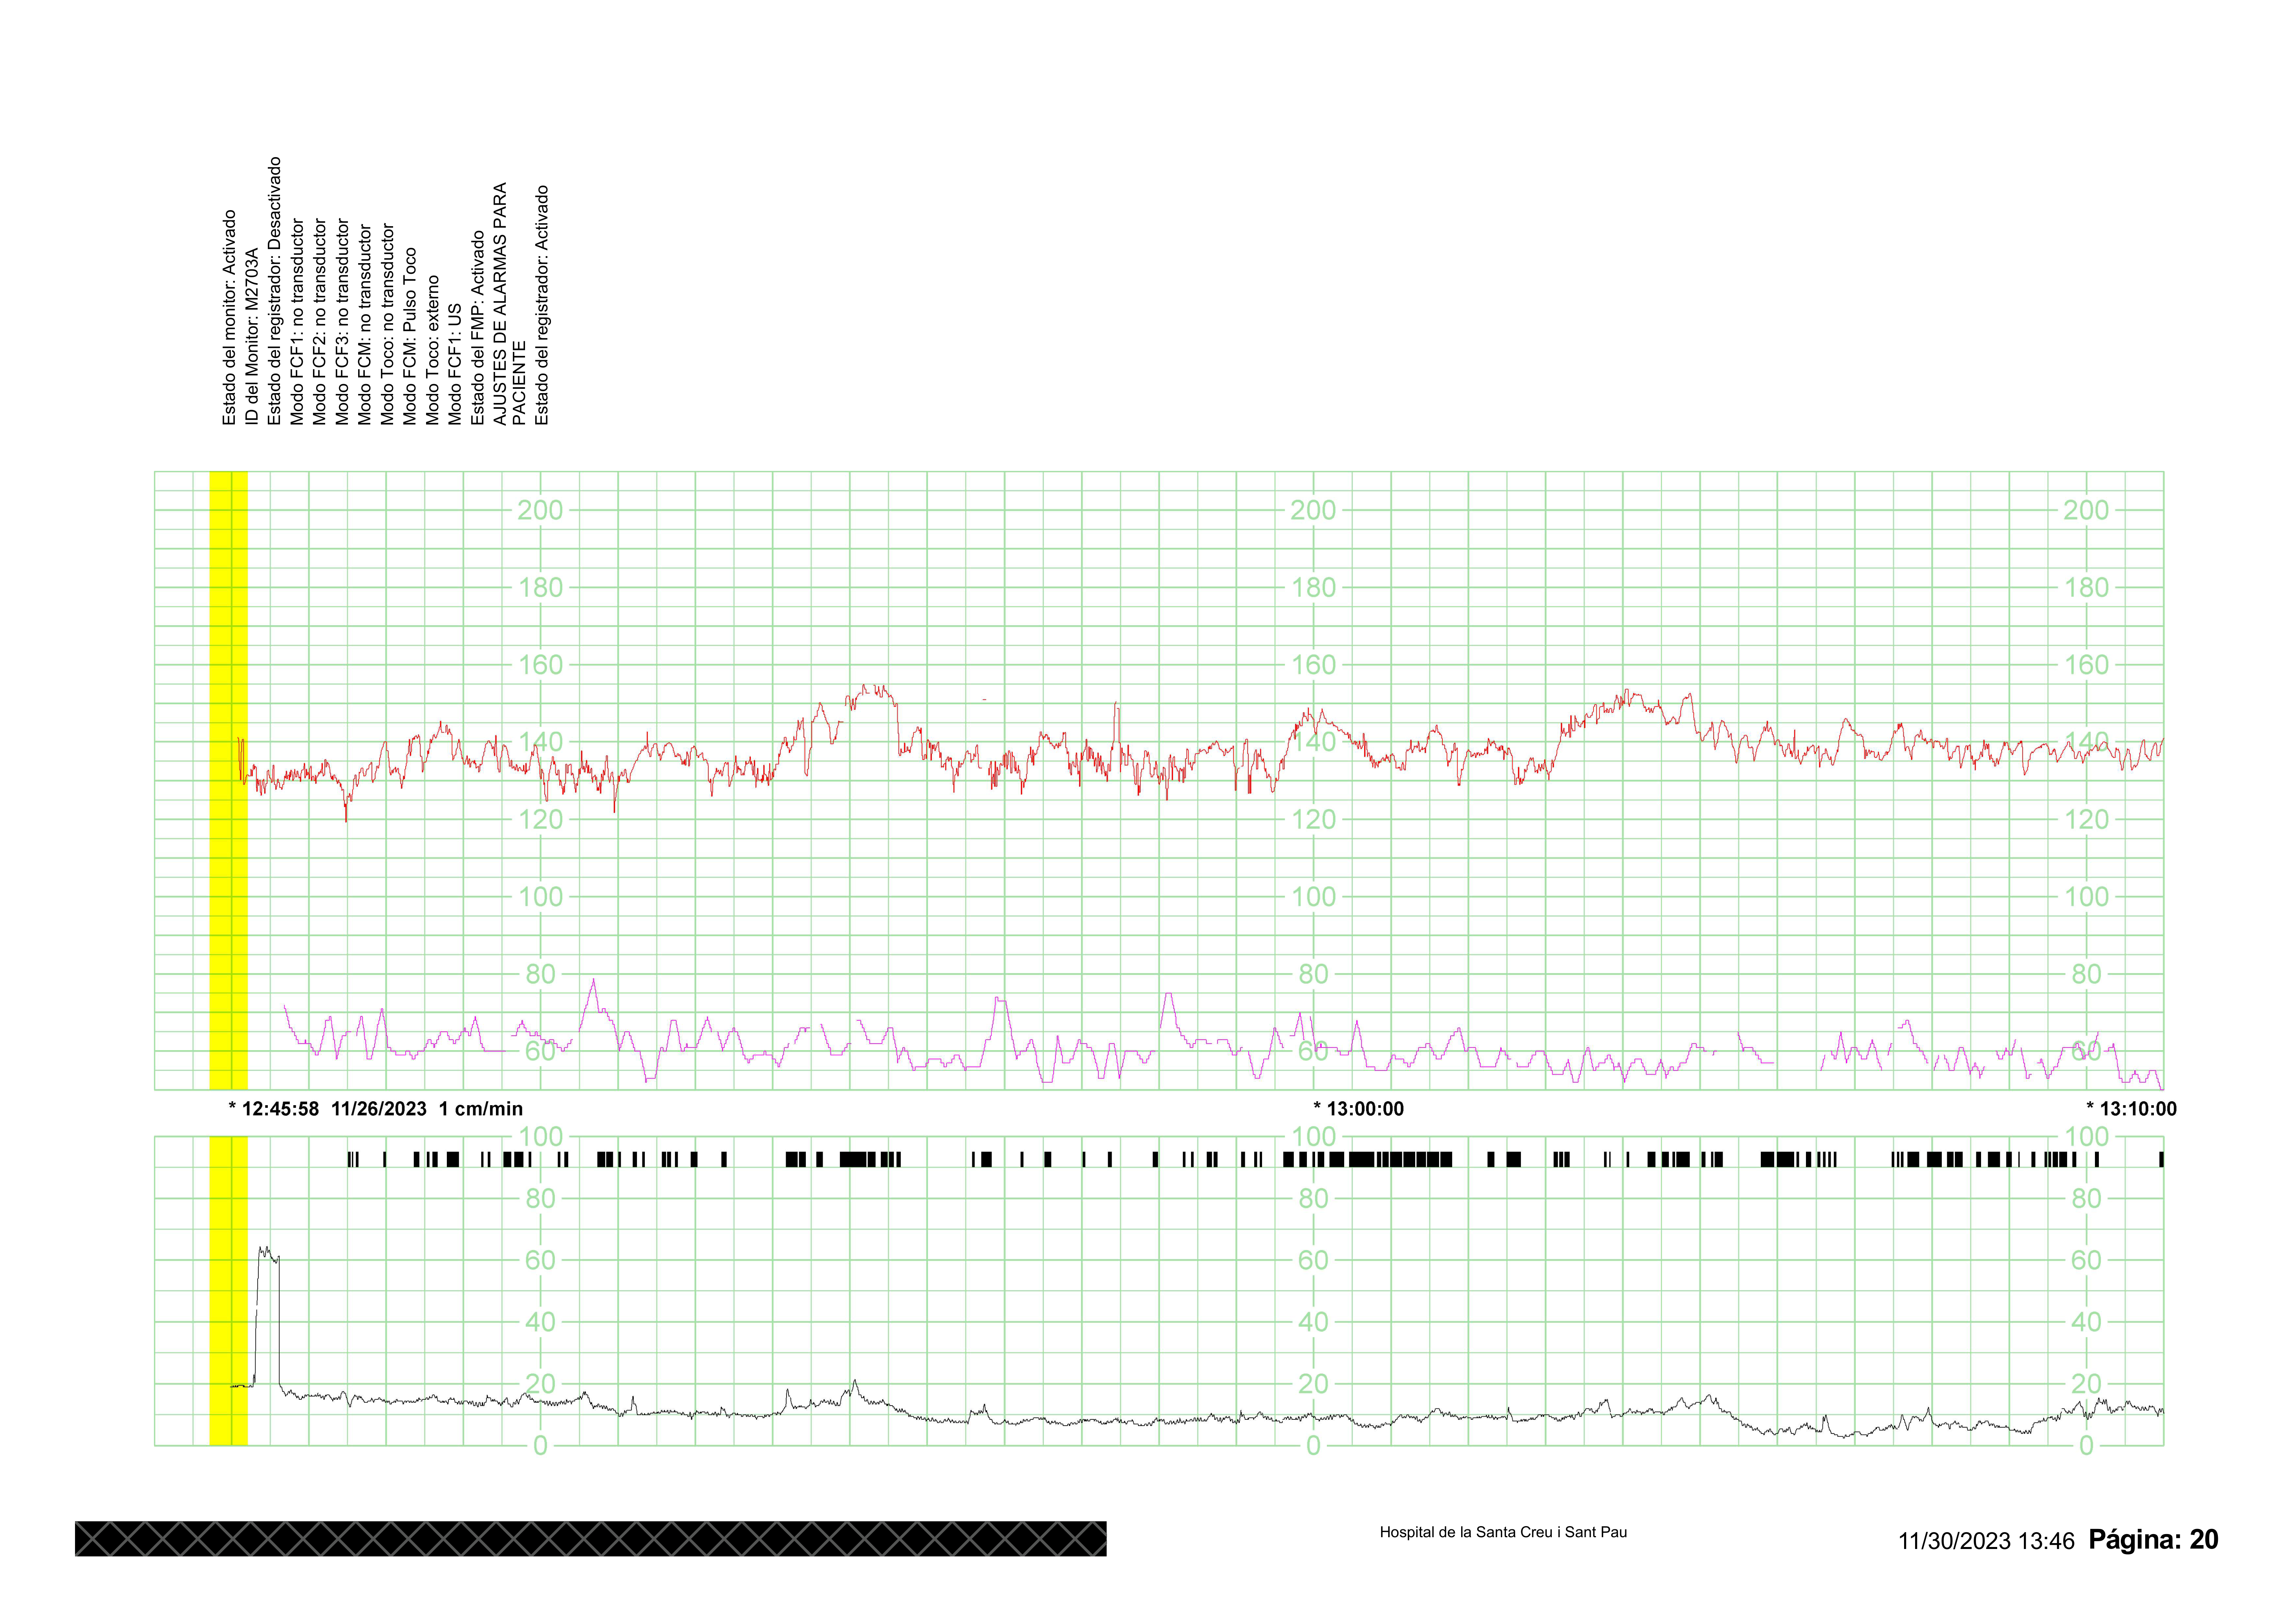 Estado del monitor: Activado
ID del Monitor: M2703A
Estado del registrador: Desactivado
Modo FCF1: no transductor
Modo FCF2: no transductor
Modo FCF3: no transductor
Modo FCM: no transductor
Modo Toco: no transductor
Modo FCM: Pulso Toco
Modo Toco: externo
Modo FCF1: US
Estado del FMP: Activado
AJUSTES DE ALARMAS PARA
PACIENTE
Estado del registrador: Activado
200 200 200
180 180 180
160 160 160
140 140 140
120 120 120
100 100 100
80 80 80
60 60 60
* 12:45:58 11/26/2023 1 cm/min * 13:00:00 * 13:10:00
100 100 100
80 80 80
60 60 60
40 40 40
20 20 20
0 0 0
Hospital de la Santa Creu i Sant Pau
11/30/2023 13:46 Página: 20